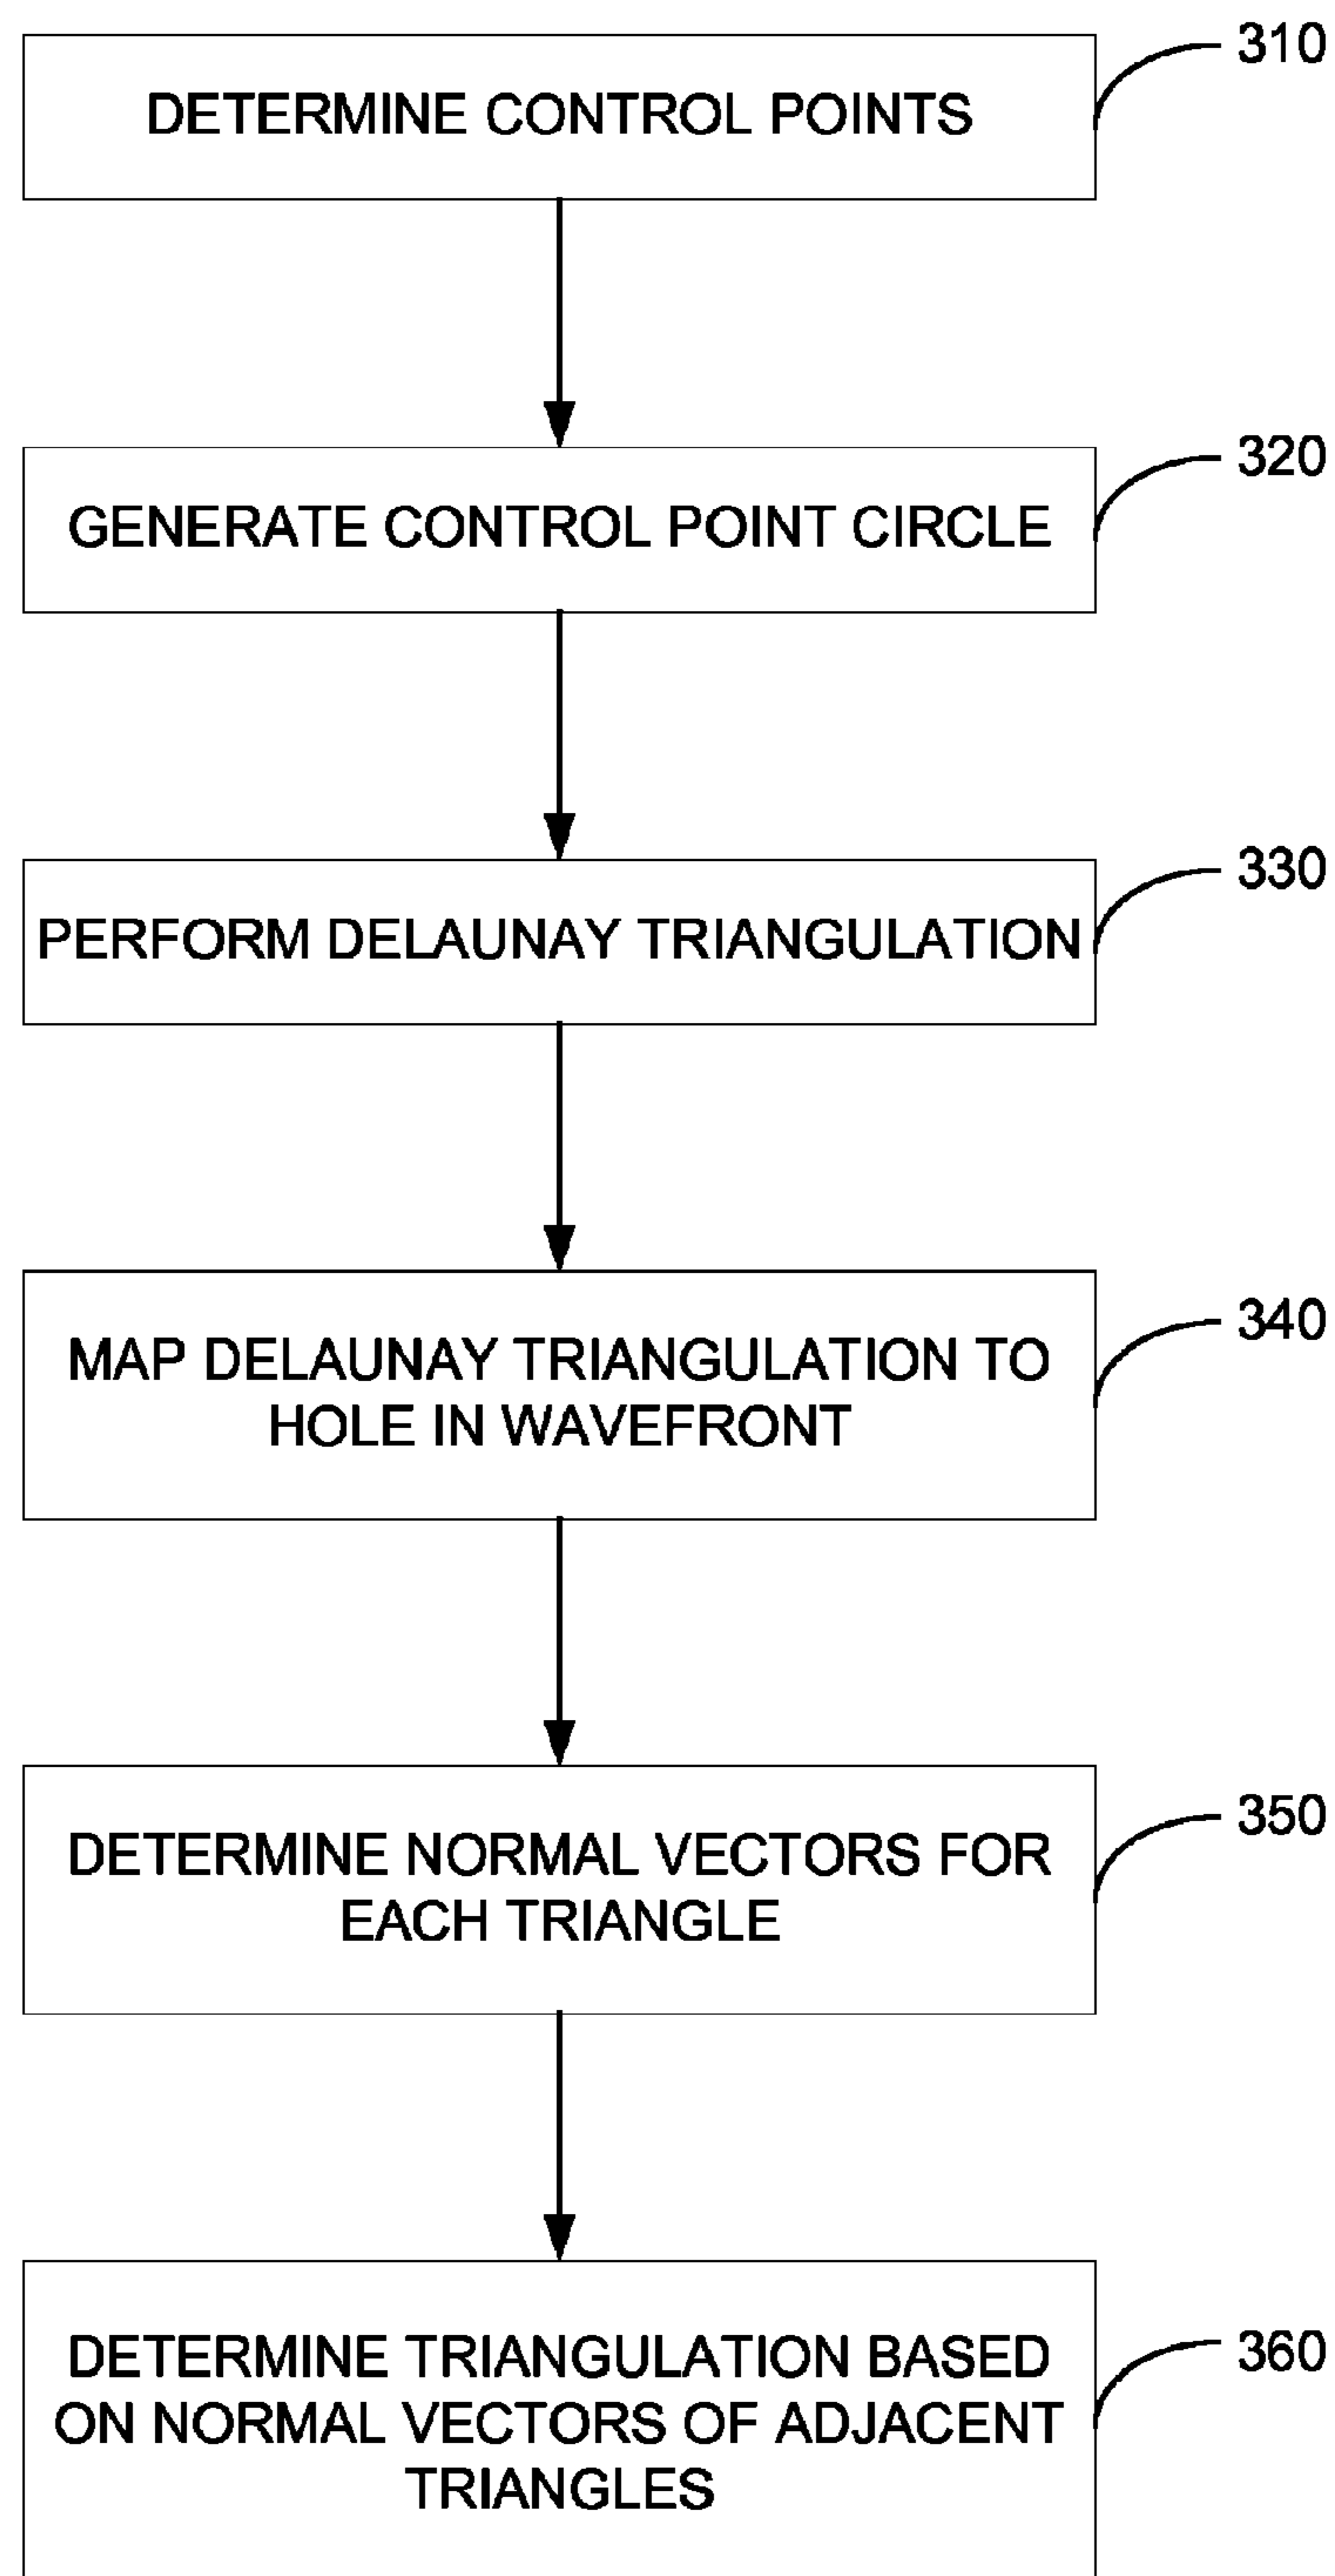 310
DETERMINE CONTROL POINTS
320
GENERATE CONTROL POINT CIRCLE
330
PERFORM DELAUNAY TRIANGULATION
340
MAP DELAUNAY TRIANGULATION TO
HOLE IN WAVEFRONT
350
DETERMINE NORMAL VECTORS FOR
EACH TRIANGLE
360
DETERMINE TRIANGULATION BASED
ON NORMAL VECTORS OF ADJACENT
TRIANGLES